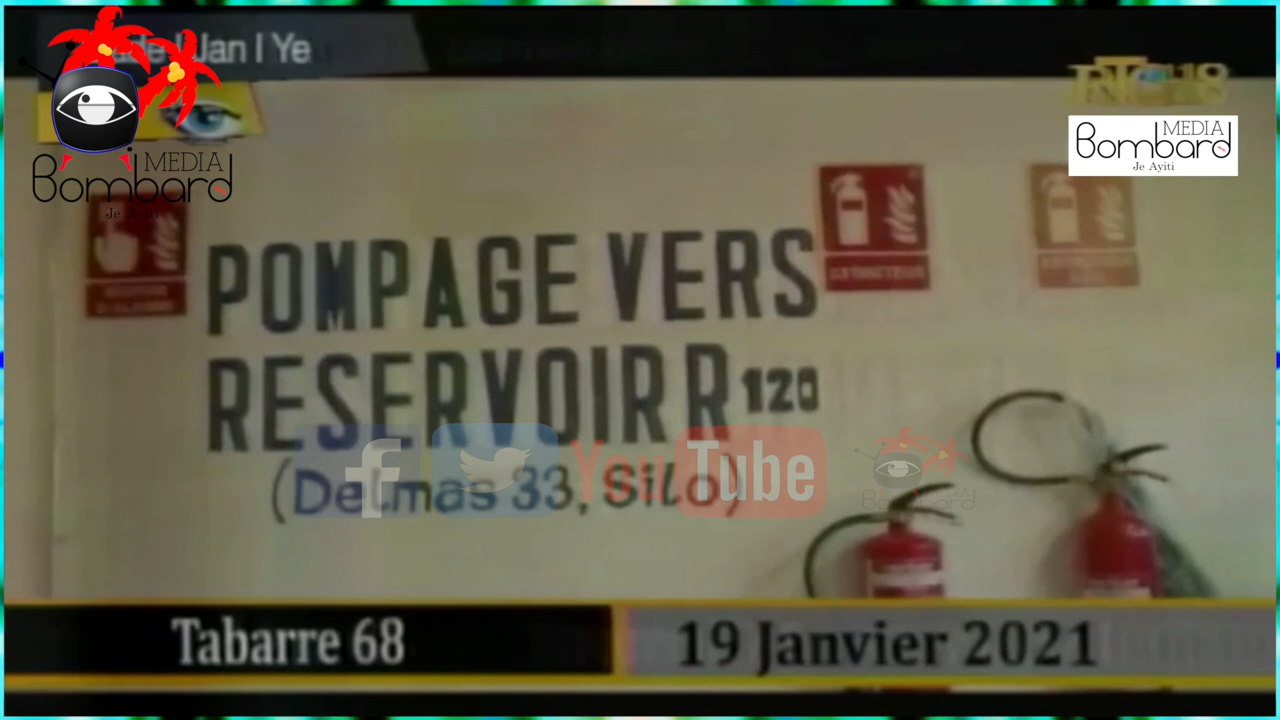 Jan l Ye
MEDIA
Bombard
Je Ayiti
MEDIA
Bombard
Je Ayiti
POMPAGE VERS
RESERVOIR R 120
(Delmas 33, Silo)
EXTINCTEUR
f
YouTube
Tabarre 68
19 Janvier 2021